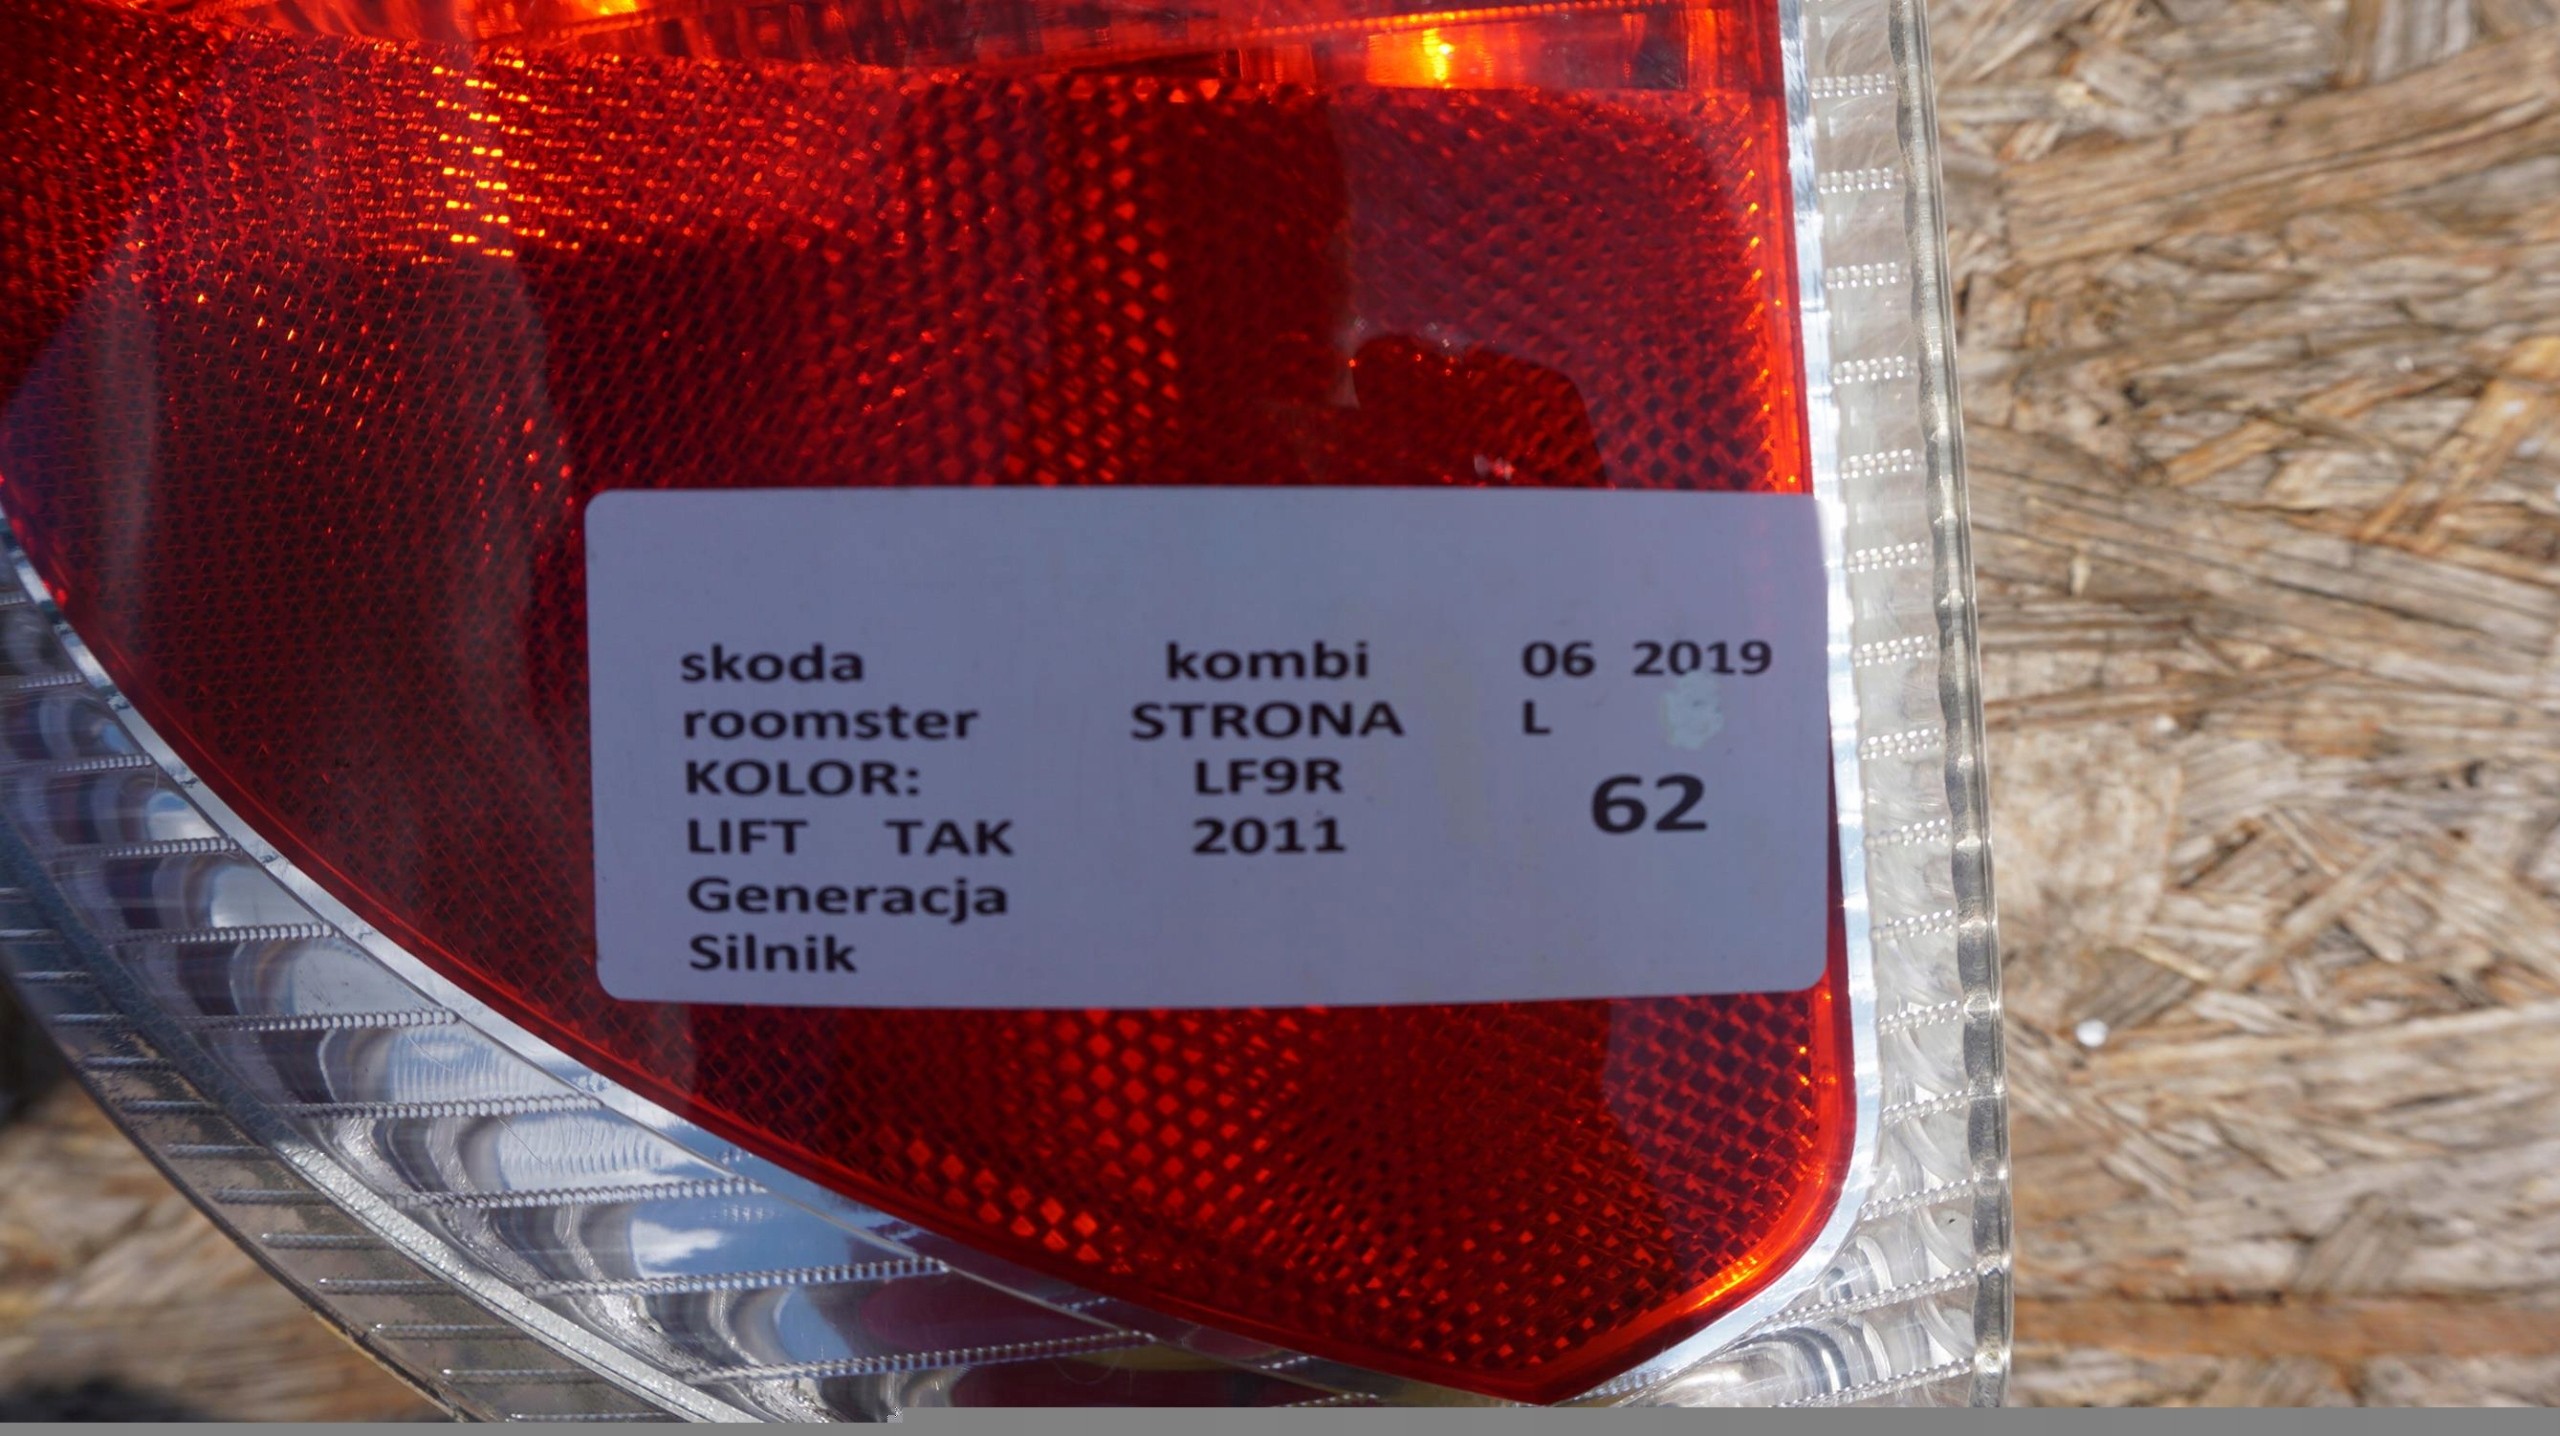 skoda kombi 06 2019
roomster STRONA L
KOLOR: LF9R 62
LIFT TAK 2011
Generacja
Silnik